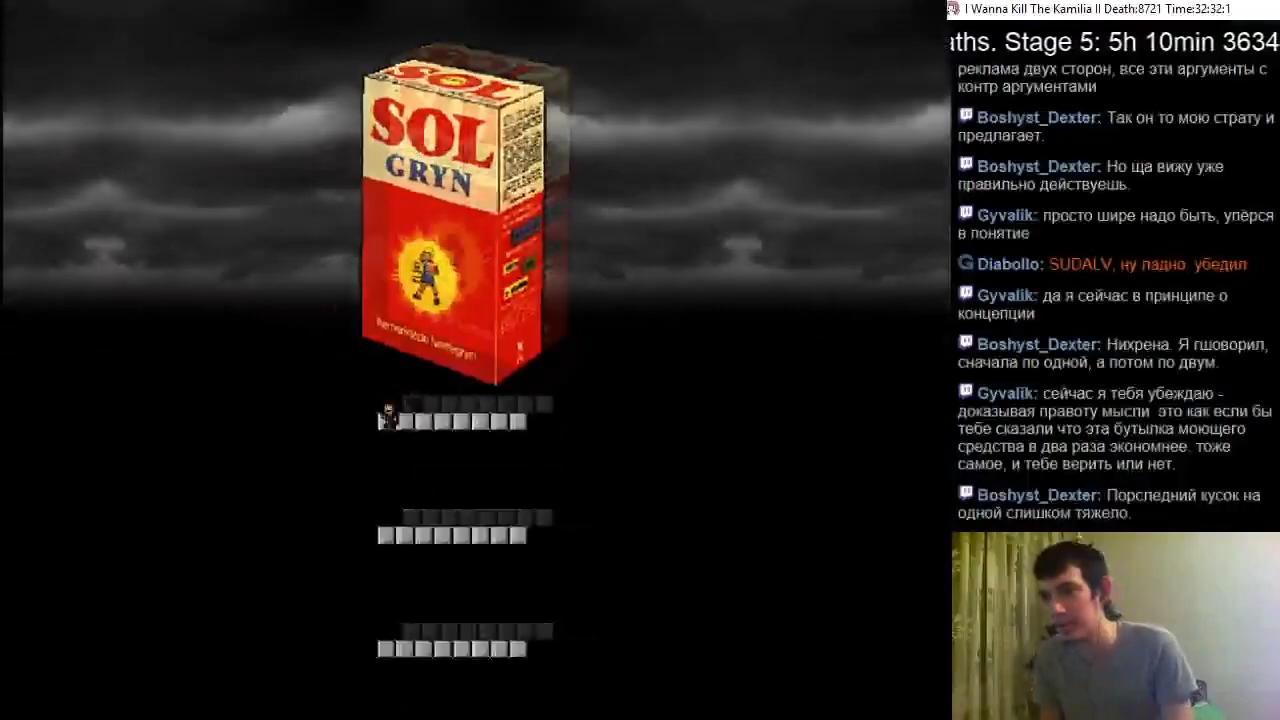 I Wanna Kill The Kamilia II Death:8721 Time:32:32:1
aths. Stage 5: 5h 10min 3634
реклама двух сторон, все эти аргументы с
контр аргументами
Boshyst_Dexter: Так он то мою страту и
предлагает.
Boshyst_Dexter: Но ща вижу уже
правильно действуешь.
Gyvalik: просто шире надо быть, упёрся
в понятие
Diabollo: SUDALV, ну ладно убедил
Gyvalik: да я сейчас в принципе о
концепции
Boshyst_Dexter: Нихрена. Я гшоворил,
сначала по одной, а потом по двум.
Gyvalik: сейчас я тебя убеждаю -
доказывая правоту мысли это как если бы
тебе сказали что эта бутылка моющего
средства в два раза экономнее. тоже
самое, и тебе верить или нет.
Boshyst_Dexter: Порследний кусок на
одной слишком тяжело.
SOL
SOL
GRYN